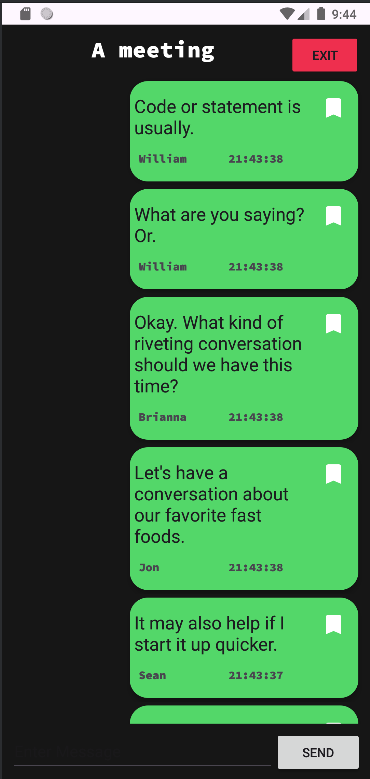 9:44
A meeting
EXIT
Code or statement is
usually.
William 21:43:38
What are you saying?
Or.
William 21:43:38
Okay. What kind of
riveting conversation
should we have this
time?
Brianna 21:43:38
Let's have a
conversation about
our favorite fast
foods.
Jon 21:43:38
It may also help if I
start it up quicker.
Sean 21:43:37
SEND